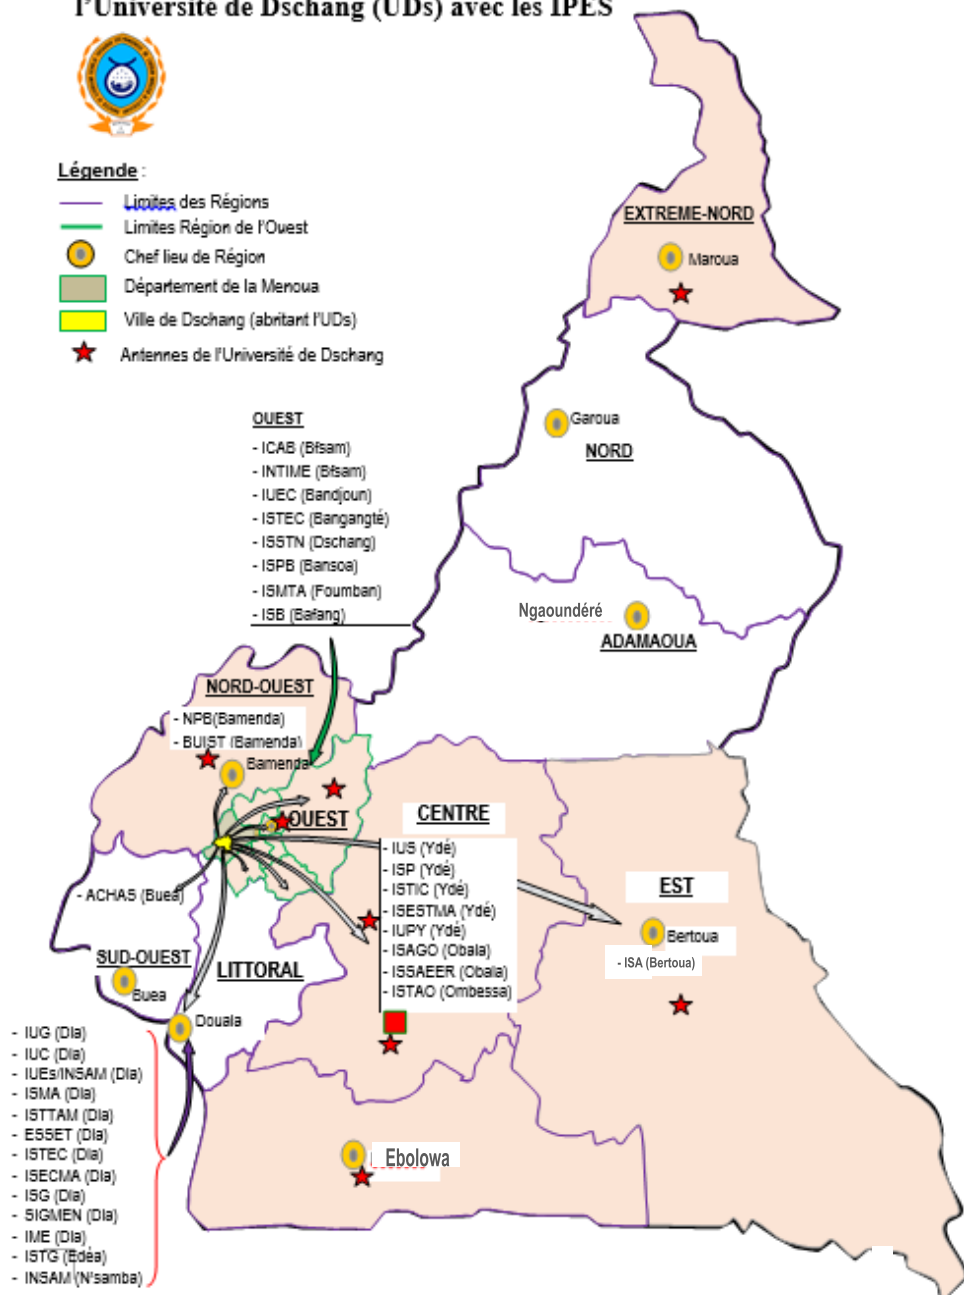 l'Université de Dschang (UDs) avec les IPES
Légende :
Limites des Régions
Limites Région de l'Ouest
Chef lieu de Région
Département de la Menoua
Ville de Dschang (abritant l'UDs)
Antennes de l'Université de Dschang
EXTREME-NORD
Maroua
Garoua
NORD
OUEST
- ICAB (Bfsam)
- INTIME (Bfsam)
- IUEC (Bandjoun)
- ISTEC (Bangangté)
- ISSTN (Dschang)
- ISPB (Bansoa)
- ISMTA (Foumban)
- ISB (Bafang)
Ngaoundéré
ADAMAOUA
NORD-OUEST
- NPB(Bamenda)
- BUIST (Bamenda)
Bamenda
OUEST
CENTRE
- IUS (Ydé)
- ISP (Ydé)
- ISTIC (Ydé)
- ISESTMA (Ydé)
- IUPY (Ydé)
- ISAGO (Obala)
- ISSAEER (Obala)
- ISTAO (Ombessa)
EST
Bertoua
- ISA (Bertoua)
- ACHAS (Buea)
SUD-OUEST
Buea
LITTORAL
Douala
- IUG (Dla)
- IUC (Dla)
- IUEs/INSAM (Dla)
- ISMA (Dla)
- ISTTAM (Dla)
- ESSET (Dla)
- ISTEC (Dla)
- ISECMA (Dla)
- ISG (Dla)
- SIGMEN (Dla)
- IME (Dla)
- ISTG (Edéa)
- INSAM (N'samba)
Ebolowa